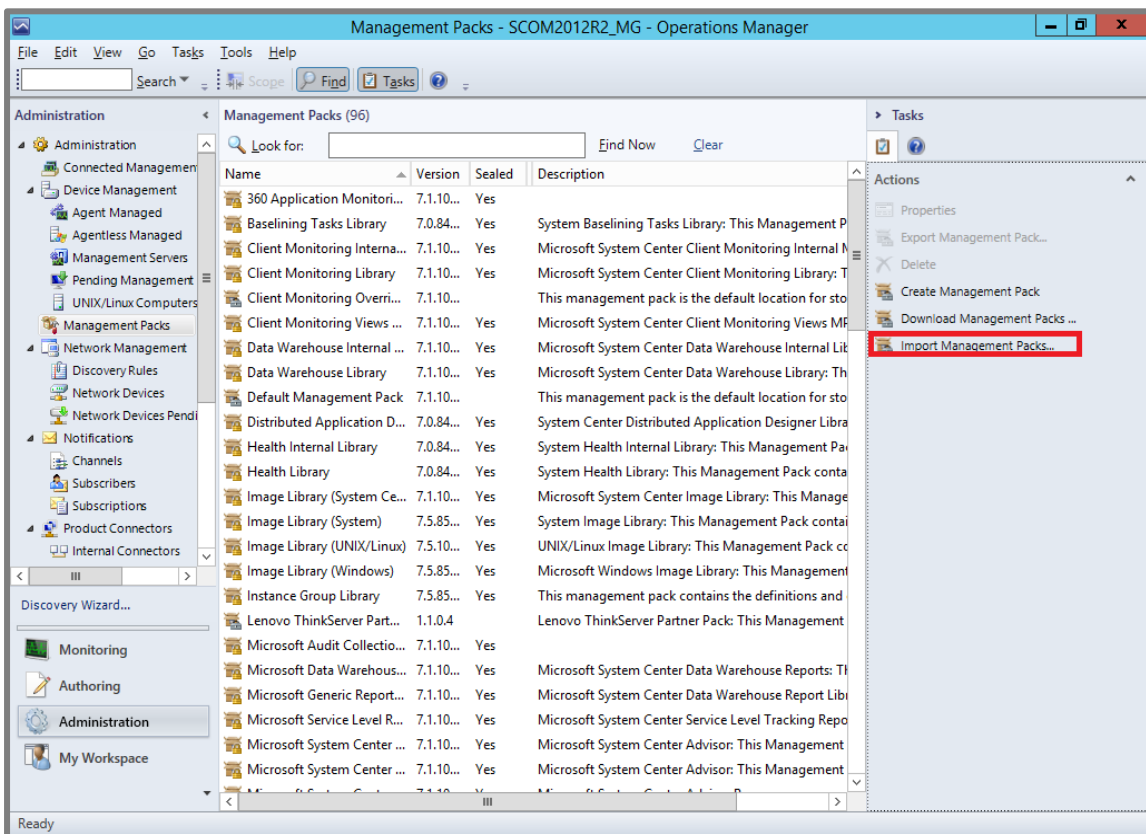 Management Packs - SCOM2012R2_MG - Operations Manager
File Edit View Go Tasks Tools Help
Search Scope Find Tasks
Administration
Administration
Connected Managemen
Device Management
Agent Managed
Agentless Managed
Management Servers
Pending Management
UNIX/Linux Computers
Management Packs
Network Management
Discovery Rules
Network Devices
Network Devices Pendi
Notifications
Channels
Subscribers
Subscriptions
Product Connectors
Internal Connectors
Discovery Wizard...
Monitoring
Authoring
Administration
My Workspace
Management Packs (96)
Look for: Find Now Clear
Name Version Sealed Description
360 Application Monitori... 7.1.10... Yes
Baselining Tasks Library 7.0.84... Yes System Baselining Tasks Library: This Management P
Client Monitoring Interna... 7.1.10... Yes Microsoft System Center Client Monitoring Internal M
Client Monitoring Library 7.1.10... Yes Microsoft System Center Client Monitoring Library: T
Client Monitoring Overri... 7.1.10... This management pack is the default location for sto
Client Monitoring Views ... 7.1.10... Yes Microsoft System Center Client Monitoring Views MP
Data Warehouse Internal ... 7.1.10... Yes Microsoft System Center Data Warehouse Internal Lib
Data Warehouse Library 7.1.10... Yes Microsoft System Center Data Warehouse Library: Th
Default Management Pack 7.1.10... This management pack is the default location for sto
Distributed Application D... 7.0.84... Yes System Center Distributed Application Designer Libra
Health Internal Library 7.0.84... Yes System Health Internal Library: This Management Pa
Health Library 7.0.84... Yes System Health Library: This Management Pack conta
Image Library (System Ce... 7.1.10... Yes Microsoft System Center Image Library: This Manage
Image Library (System) 7.5.85... Yes System Image Library: This Management Pack contai
Image Library (UNIX/Linux) 7.5.10... Yes UNIX/Linux Image Library: This Management Pack co
Image Library (Windows) 7.5.85... Yes Microsoft Windows Image Library: This Management
Instance Group Library 7.5.85... Yes This management pack contains the definitions and
Lenovo ThinkServer Part... 1.1.0.4 Lenovo ThinkServer Partner Pack: This Management
Microsoft Audit Collectio... 7.1.10... Yes
Microsoft Data Warehous... 7.1.10... Yes Microsoft System Center Data Warehouse Reports: Th
Microsoft Generic Report... 7.1.10... Yes Microsoft System Center Data Warehouse Report Libr
Microsoft Service Level R... 7.1.10... Yes Microsoft System Center Service Level Tracking Repo
Microsoft System Center ... 7.1.10... Yes Microsoft System Center Advisor: This Management
Microsoft System Center ... 7.1.10... Yes Microsoft System Center Advisor: This Management
Tasks
Actions
Properties
Export Management Pack...
Delete
Create Management Pack
Download Management Packs ...
Import Management Packs...
Ready